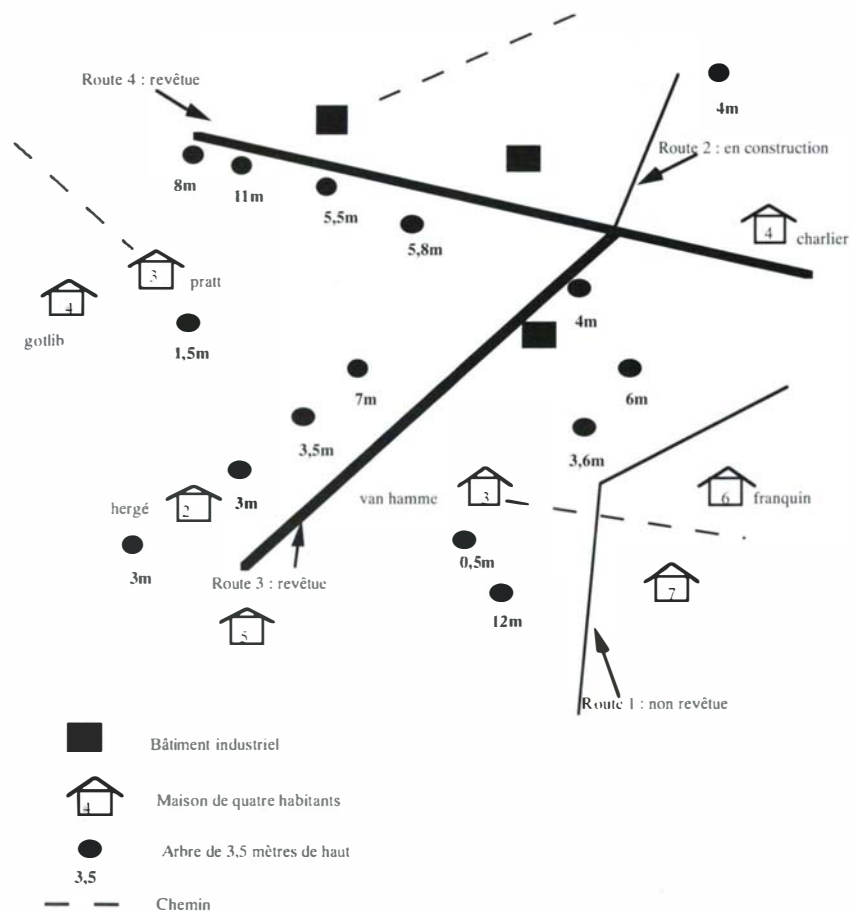 Route 4 : revêtue
4m
Route 2 : en construction
8m
11m
5,5m
5,8m
4
charlier
3
pratt
4
gotlib
1,5m
4m
7m
6m
3,5m
3,6m
3m
hergé
2
van hamme
3
6
franquin
3m
0,5m
Route 3 : revêtue
7
12m
5
Route 1 : non revêtue
Bâtiment industriel
4
Maison de quatre habitants
Arbre de 3,5 mètres de haut
3,5
Chemin